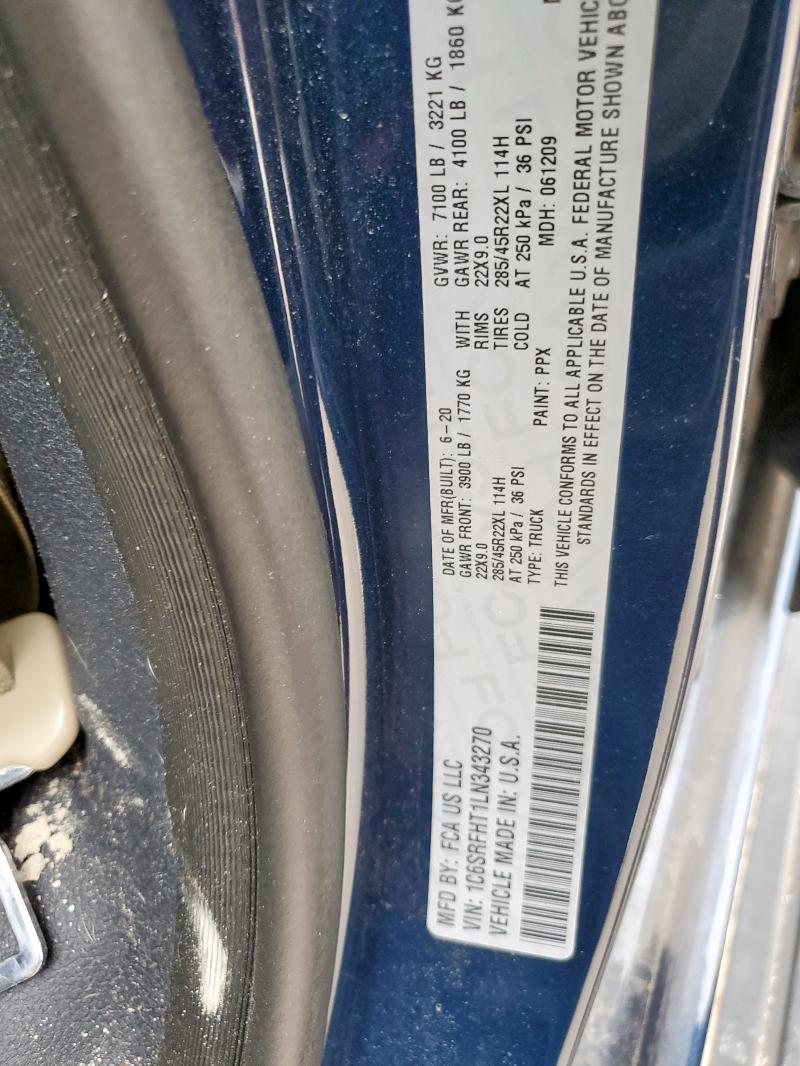 MFD BY: FCA US LLC
VIN: 1C6SRFHT1LN343270
VEHICLE MADE IN: U.S.A.
DATE OF MFR(BUILT): 6-20
GAWR FRONT: 3900 LB / 1770 KG
22X9.0
285/45R22XL 114H
AT 250 kPa / 36 PSI
TYPE: TRUCK
PAINT: PPX
WITH
RIMS
TIRES
COLD
GVWR: 7100 LB / 3221 KG
GAWR REAR: 4100 LB / 1860 KG
22X9.0
285/45R22XL 114H
AT 250 kPa / 36 PSI
MDH: 061209
THIS VEHICLE CONFORMS TO ALL APPLICABLE U.S.A. FEDERAL MOTOR VEHIC
STANDARDS IN EFFECT ON THE DATE OF MANUFACTURE SHOWN ABO